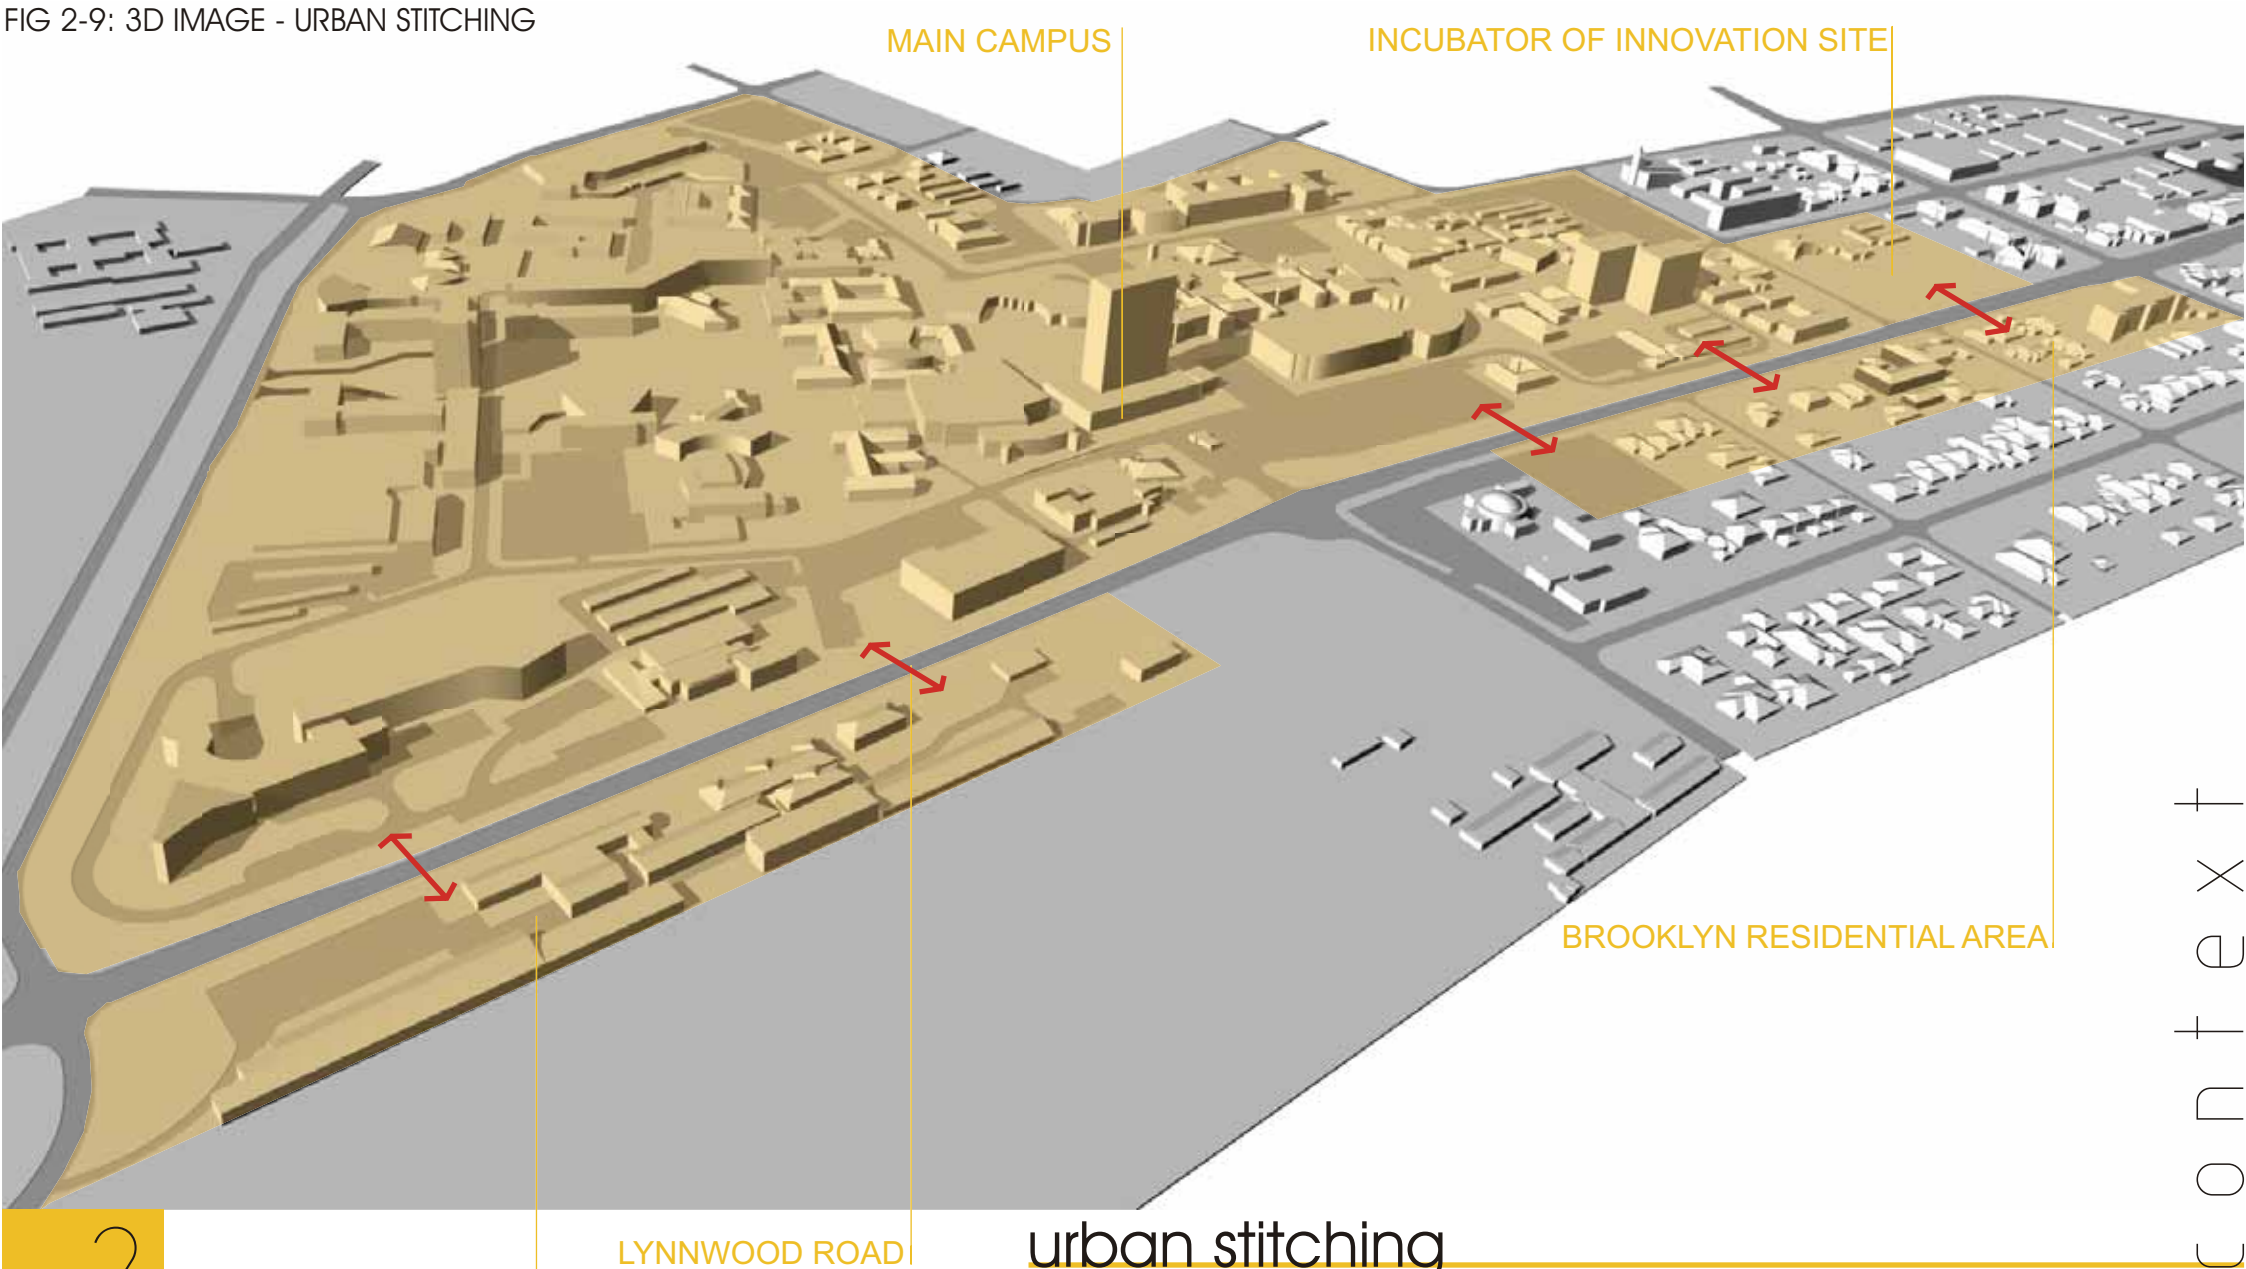 FIG 2-9: 3D IMAGE - URBAN STITCHING
MAIN CAMPUS
INCUBATOR OF INNOVATION SITE
BROOKLYN RESIDENTIAL AREA
LYNNWOOD ROAD
urban stitching
2
context